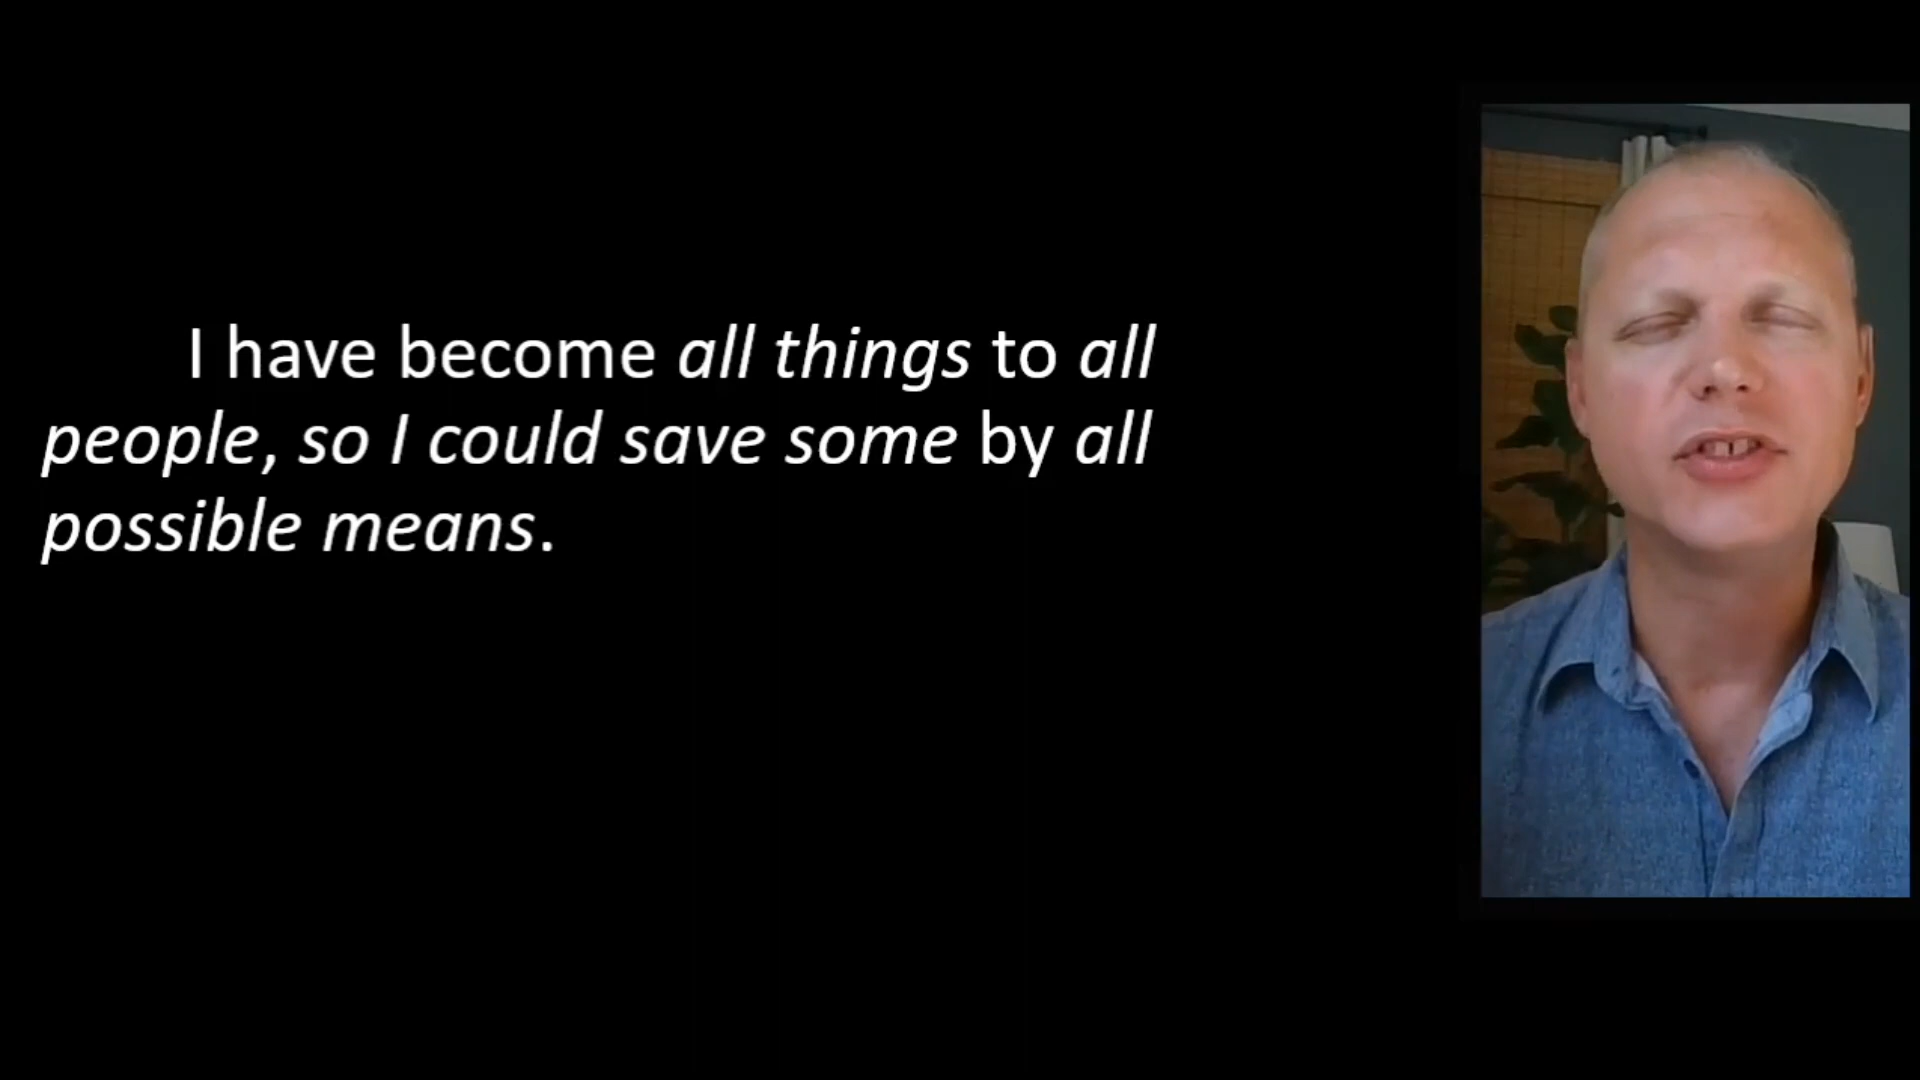 I have become all things to all
people, so I could save some by all
possible means.